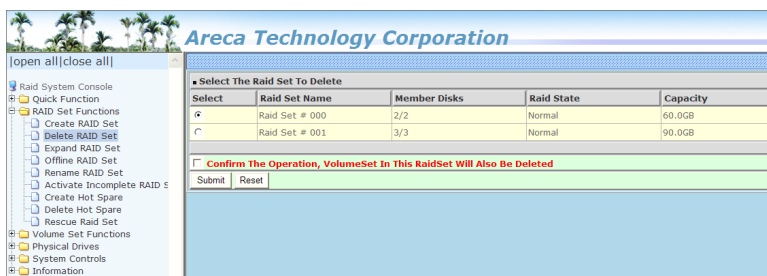 Areca Technology Corporation
|open all|close all|
Raid System Console
Quick Function
RAID Set Functions
Create RAID Set
Delete RAID Set
Expand RAID Set
Offline RAID Set
Rename RAID Set
Activate Incomplete RAID S
Create Hot Spare
Delete Hot Spare
Rescue Raid Set
Volume Set Functions
Physical Drives
System Controls
Information
Select The Raid Set To Delete
Select Raid Set Name Member Disks Raid State Capacity
Raid Set # 000 2/2 Normal 60.0GB
Raid Set # 001 3/3 Normal 90.0GB
Confirm The Operation, VolumeSet In This RaidSet Will Also Be Deleted
Submit Reset